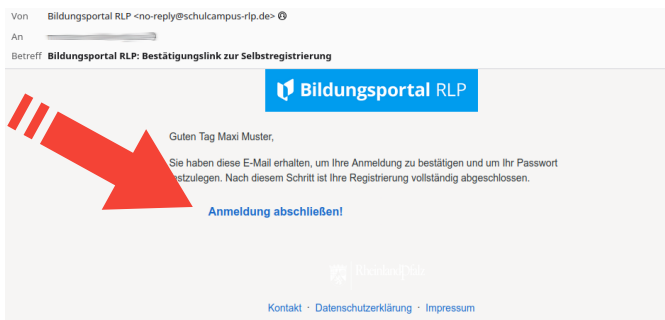 Von Bildungsportal RLP <no-reply@schulcampus-rlp.de>
An
Betreff Bildungsportal RLP: Bestätigungslink zur Selbstregistrierung
Bildungsportal RLP
Guten Tag Maxi Muster,
Sie haben diese E-Mail erhalten, um Ihre Anmeldung zu bestätigen und um Ihr Passwort
estzulegen. Nach diesem Schritt ist Ihre Registrierung vollständig abgeschlossen.
Anmeldung abschließen!
RheinlandPfalz
Kontakt · Datenschutzerklärung · Impressum